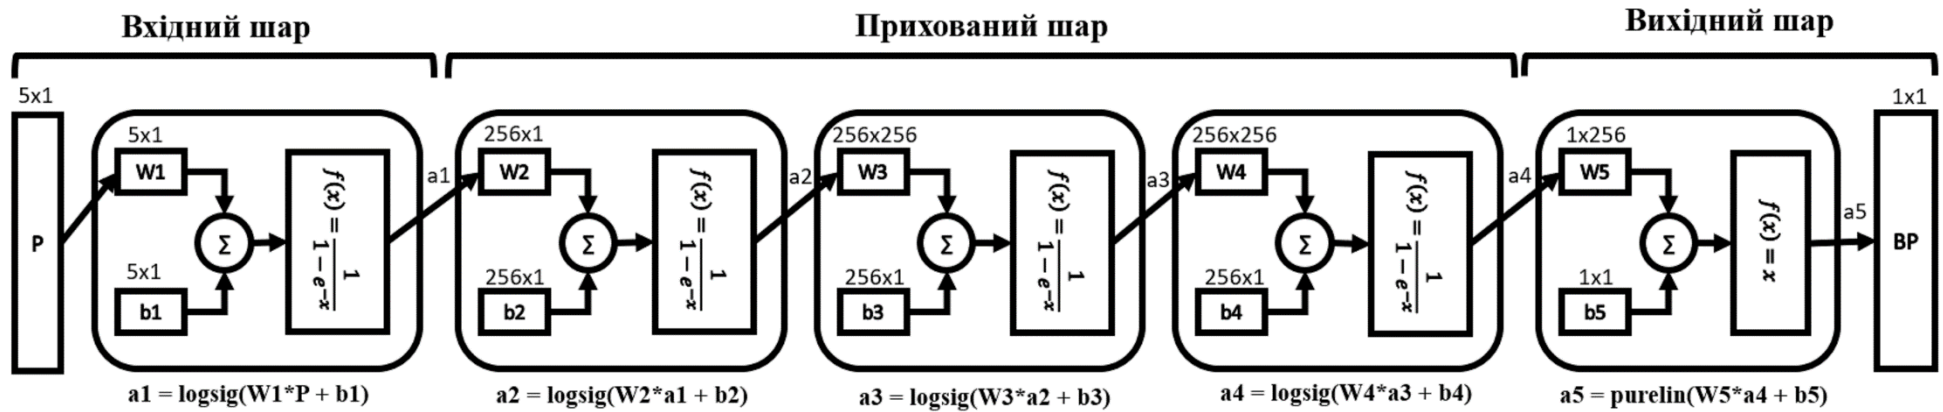 Вхідний шар
Прихований шар
Вихідний шар
5x1
P
5x1
W1
5x1
b1
Σ
f(x) = 1 / (1 − e^−x)
a1
256x1
W2
256x1
b2
Σ
f(x) = 1 / (1 − e^−x)
a2
256x256
W3
256x1
b3
Σ
f(x) = 1 / (1 − e^−x)
a3
256x256
W4
256x1
b4
Σ
f(x) = 1 / (1 − e^−x)
a4
1x256
W5
1x1
b5
Σ
f(x) = x
a5
1x1
BP
a1 = logsig(W1*P + b1)
a2 = logsig(W2*a1 + b2)
a3 = logsig(W3*a2 + b3)
a4 = logsig(W4*a3 + b4)
a5 = purelin(W5*a4 + b5)